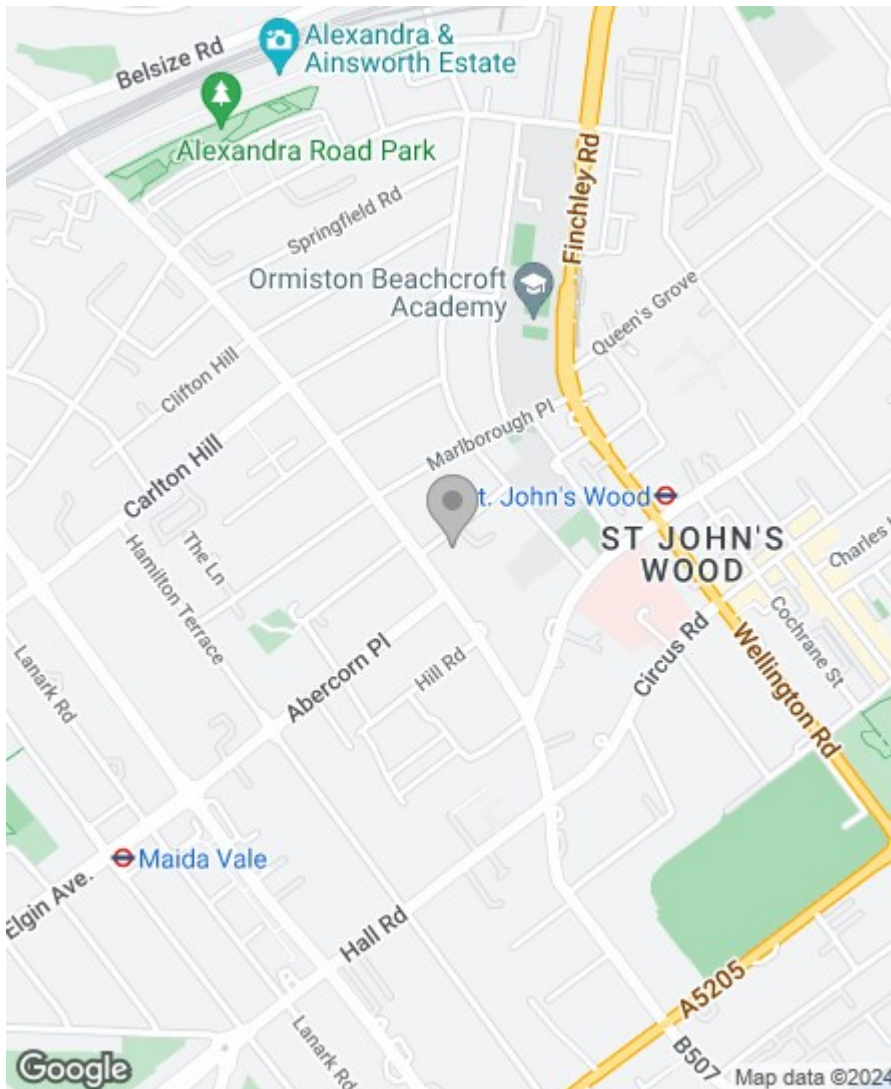 Belsize Rd
Alexandra &
Ainsworth Estate
Alexandra Road Park
Finchley Rd
Springfield Rd
Ormiston Beachcroft
Academy
Queen's Grove
Clifton Hill
Marlborough Pl
Carlton Hill
t. John's Wood
ST JOHN'S
WOOD
Charles
The Ln
Hamilton Terrace
Cochrane St
Circus Rd
Abercorn Pl
Hill Rd
Lanark Rd
Wellington Rd
Maida Vale
Elgin Ave.
Hall Rd
A5205
Lanark Rd
B507
Google
Map data ©2024